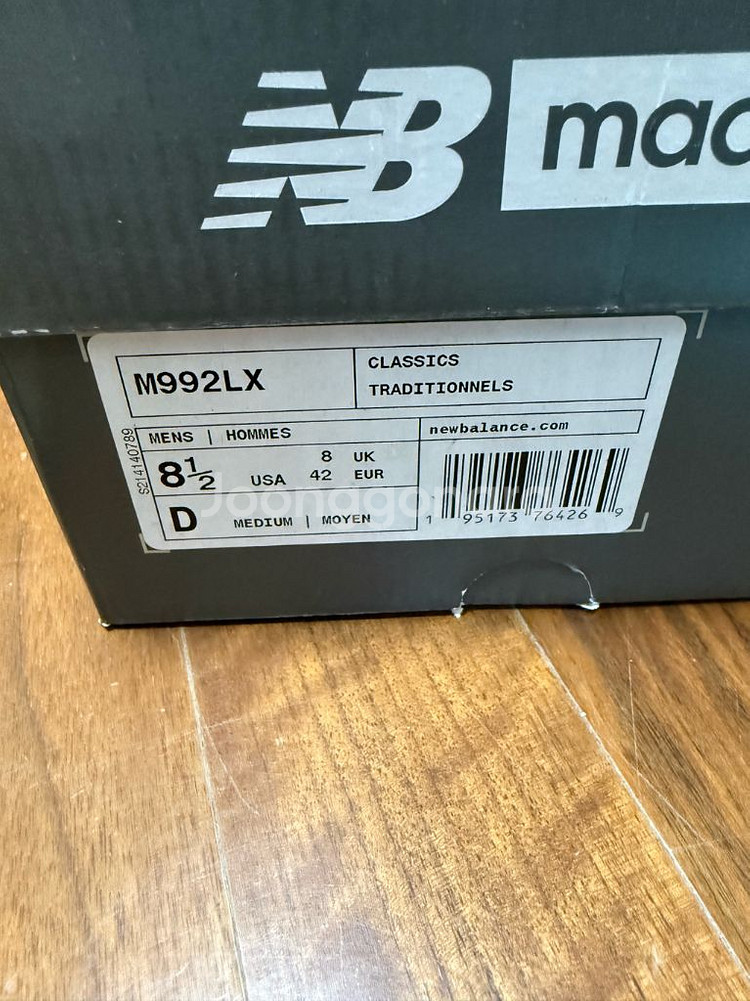 NB mad
M992LX
CLASSICS
TRADITIONNELS
MENS | HOMMES
8½ USA
8 UK
42 EUR
D MEDIUM | MOYEN
newbalance.com
1 95173 76426 9
S214140789
Joongonara